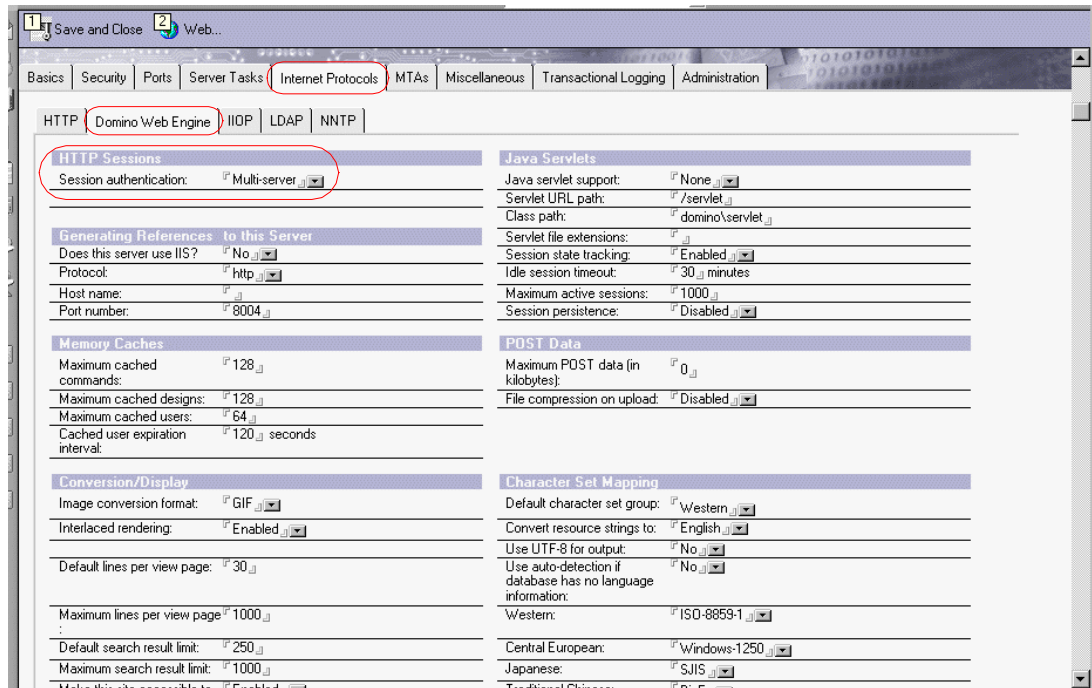 1 Save and Close 2 Web...
Basics Security Ports Server Tasks Internet Protocols MTAs Miscellaneous Transactional Logging Administration
HTTP Domino Web Engine IIOP LDAP NNTP
HTTP Sessions
Session authentication: Multi-server
Generating References to this Server
Does this server use IIS? No
Protocol: http
Host name:
Port number: 8004
Memory Caches
Maximum cached
commands:
128
Maximum cached designs: 128
Maximum cached users: 64
Cached user expiration
interval:
120 seconds
Conversion/Display
Image conversion format: GIF
Interlaced rendering: Enabled
Default lines per view page: 30
Maximum lines per view page
:
1000
Default search result limit: 250
Maximum search result limit: 1000
Java Servlets
Java servlet support: None
Servlet URL path: /servlet
Class path: domino\servlet
Servlet file extensions:
Session state tracking: Enabled
Idle session timeout: 30 minutes
Maximum active sessions: 1000
Session persistence: Disabled
POST Data
Maximum POST data (in
kilobytes):
0
File compression on upload: Disabled
Character Set Mapping
Default character set group: Western
Convert resource strings to: English
Use UTF-8 for output: No
Use auto-detection if
database has no language
information:
No
Western: ISO-8859-1
Central European: Windows-1250
Japanese: SJIS